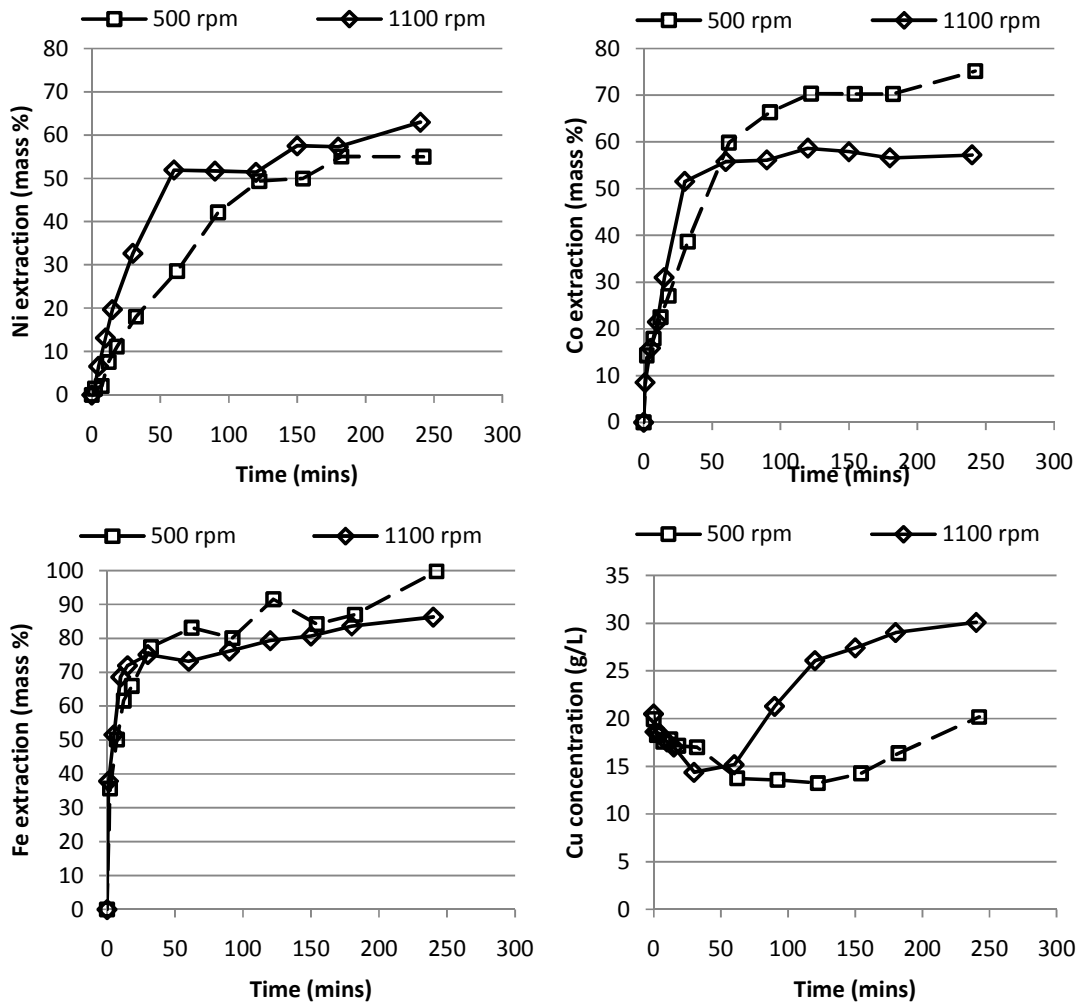 500 rpm 1100 rpm
80
70
60
50
40
30
20
10
0
0 50 100 150 200 250 300
Ni extraction (mass %)
Time (mins)
500 rpm 1100 rpm
80
70
60
50
40
30
20
10
0
0 50 100 150 200 250 300
Co extraction (mass %)
Time (mins)
500 rpm 1100 rpm
100
90
80
70
60
50
40
30
20
10
0
0 50 100 150 200 250 300
Fe extraction (mass %)
Time (mins)
500 rpm 1100 rpm
35
30
25
20
15
10
5
0
0 50 100 150 200 250 300
Cu concentration (g/L)
Time (mins)